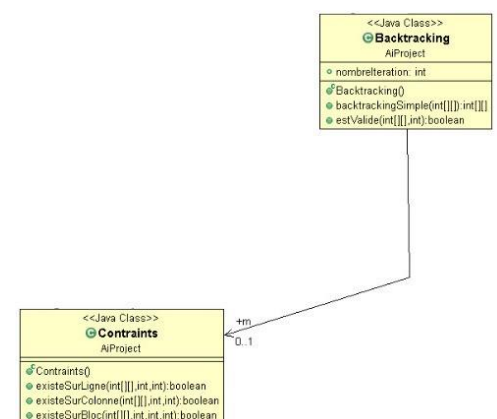 <<Java Class>>
Backtracking
AiProject
nombreIteration: int
Backtracking()
backtrackingSimple(int[][]):int[][]
estValide(int[][],int):boolean
<<Java Class>>
Contraints
AiProject
+m
0..1
Contraints()
existeSurLigne(int[][],int,int):boolean
existeSurColonne(int[][],int,int):boolean
existeSurBloc(int[][],int,int,int):boolean